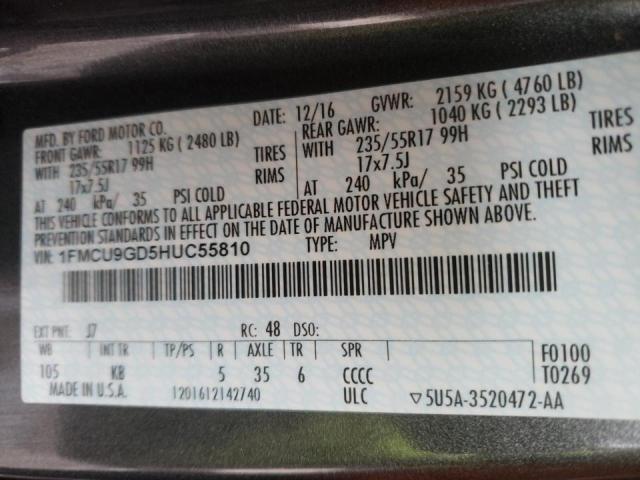 MFD. BY FORD MOTOR CO.
DATE: 12/16 GVWR: 2159 KG ( 4760 LB)
FRONT GAWR: 1125 KG ( 2480 LB)
REAR GAWR: 1040 KG ( 2293 LB)
WITH 235/55R17 99H TIRES
WITH 235/55R17 99H TIRES
17x7.5J RIMS
17x7.5J RIMS
AT 240 kPa/ 35 PSI COLD
AT 240 kPa/ 35 PSI COLD
THIS VEHICLE CONFORMS TO ALL APPLICABLE FEDERAL MOTOR VEHICLE SAFETY AND THEFT
PREVENTION STANDARDS IN EFFECT ON THE DATE OF MANUFACTURE SHOWN ABOVE.
VIN: 1FMCU9GD5HUC55810 TYPE: MPV
EXT PNT: J7 RC: 48 DSO:
WB INT TR TP/PS R AXLE TR SPR F0100
105 KB 5 35 6 CCCC T0269
MADE IN U.S.A. 1201612142740 ULC ▽5U5A-3520472-AA